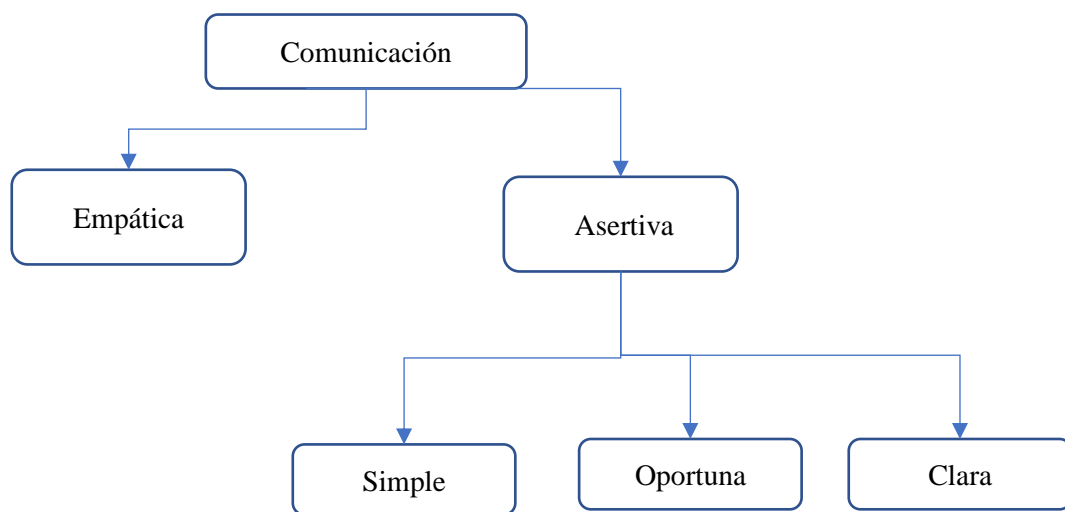 Comunicación
Empática
Asertiva
Simple
Oportuna
Clara